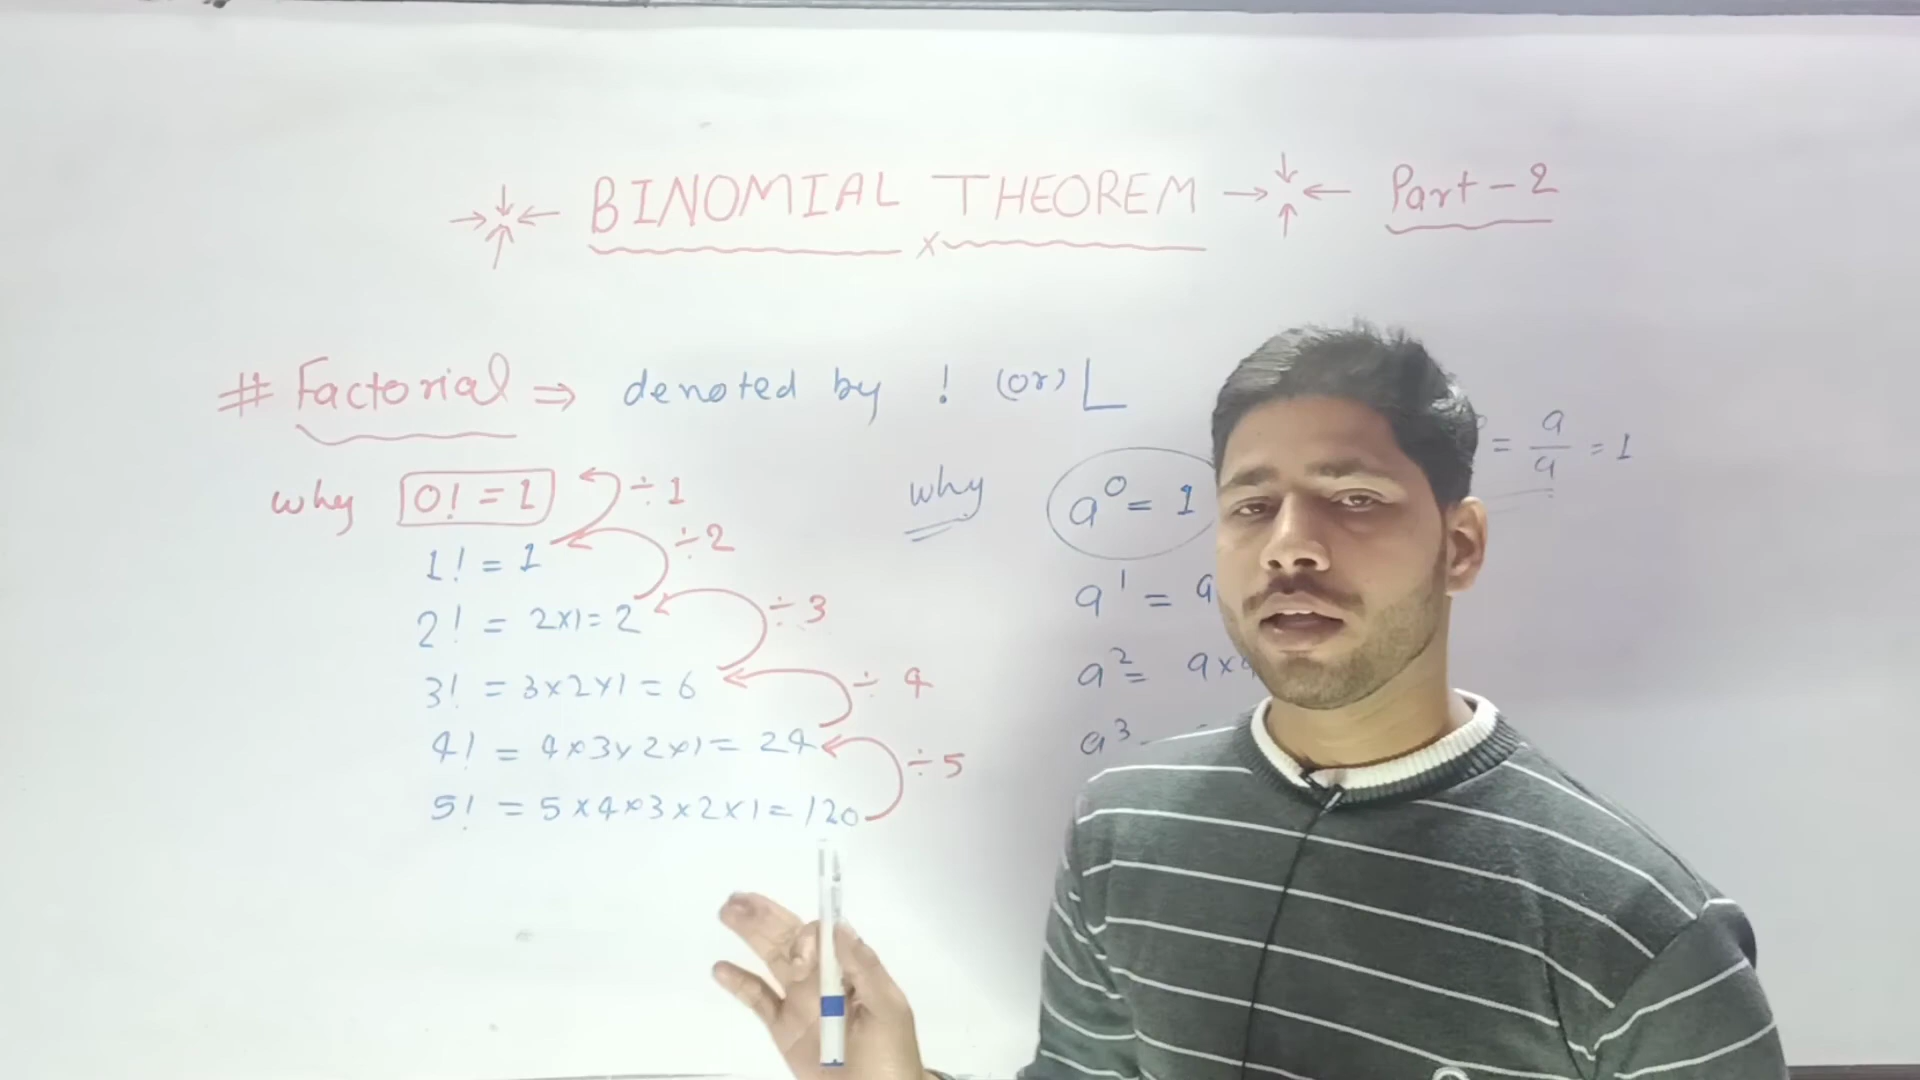 BINOMIAL THEOREM Part-2
# Factorial ⇒ denoted by ! (or) L
= a/a = 1
why 0! = 1 ÷1
why a⁰ = 1
1! = 1 ÷2
a¹ = a
2! = 2x1 = 2 ÷3
a² = a×
3! = 3×2×1 = 6 ÷4
a³
4! = 4×3×2×1 = 24 ÷5
5! = 5×4×3×2×1 = 120